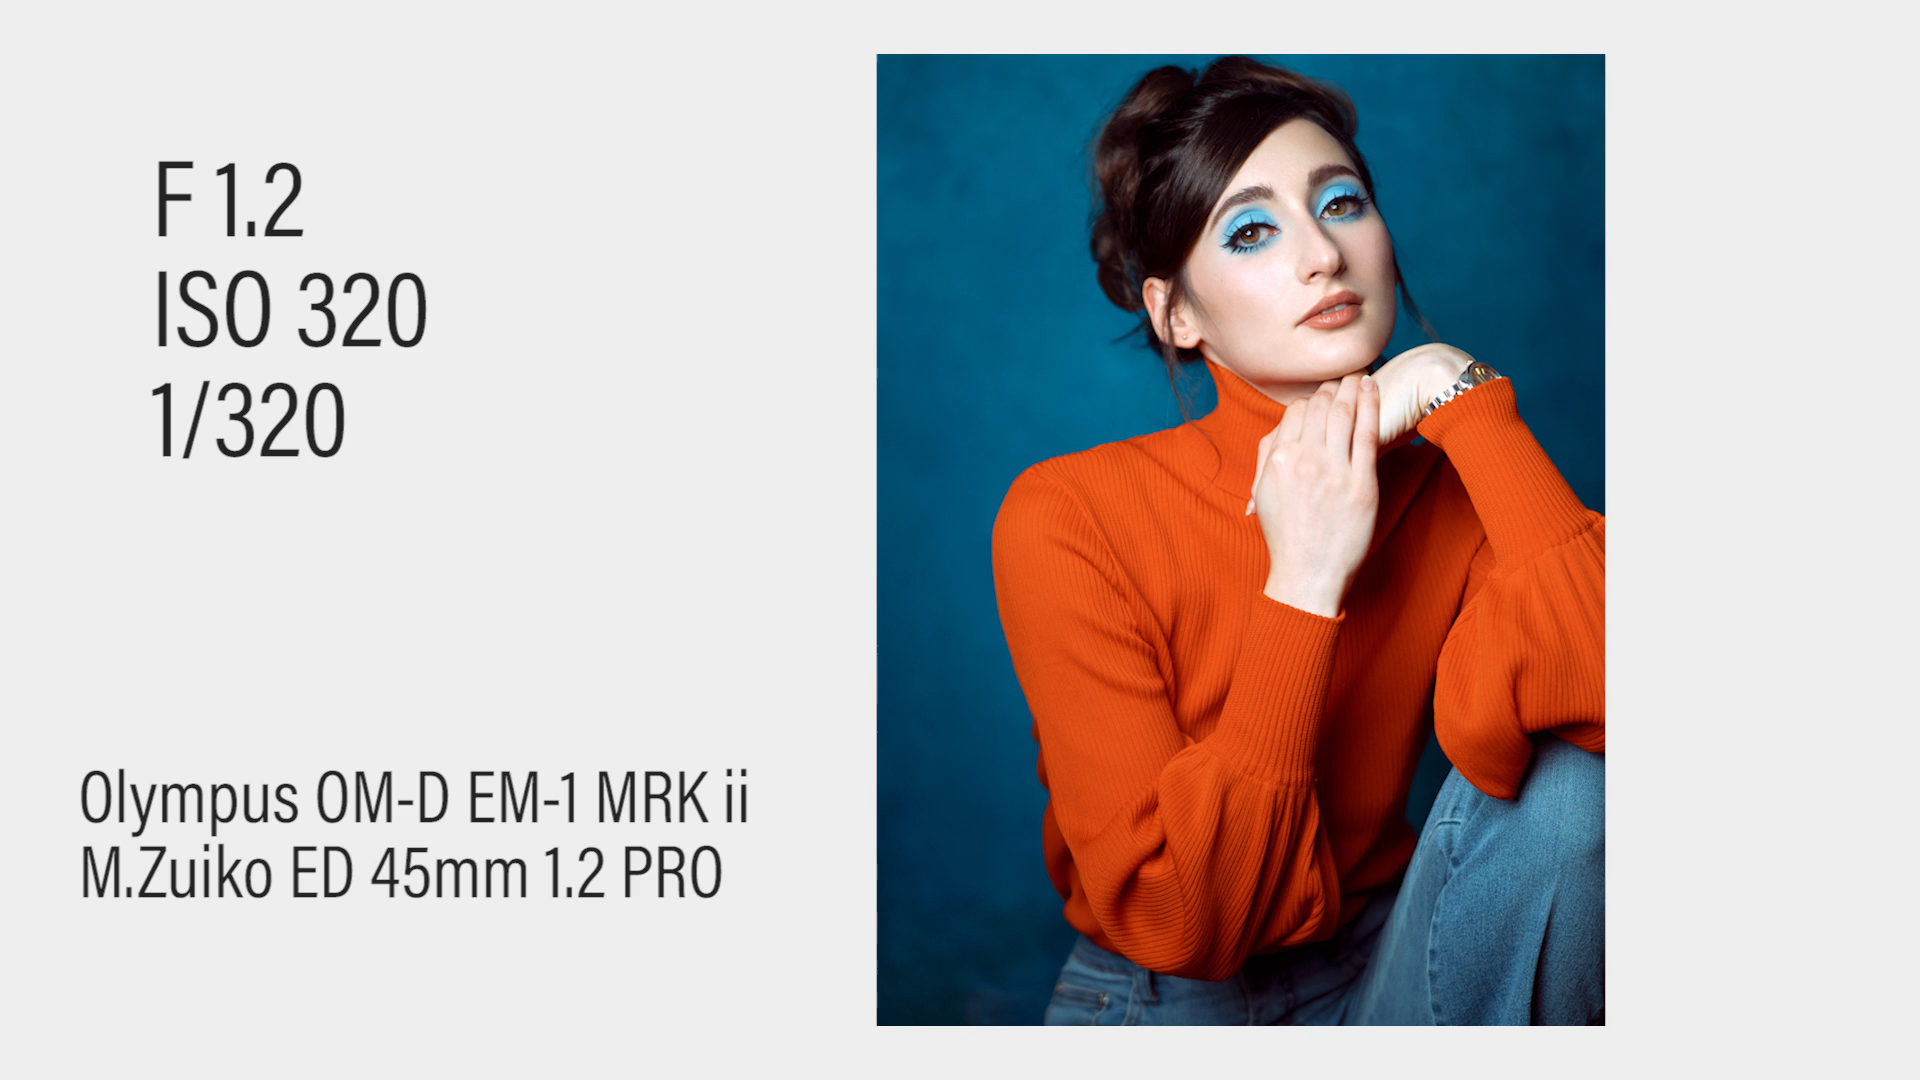 F 1.2
ISO 320
1/320
Olympus OM-D EM-1 MRK ii
M.Zuiko ED 45mm 1.2 PRO